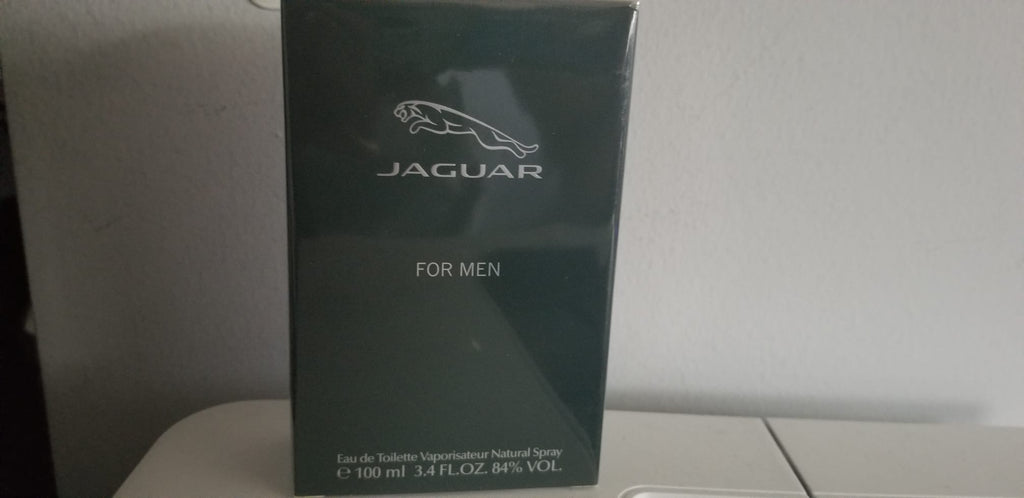 JAGUAR
FOR MEN
Eau de Toilette Vaporisateur Natural Spray
℮ 100 ml 3.4 FL.OZ. 84% VOL.